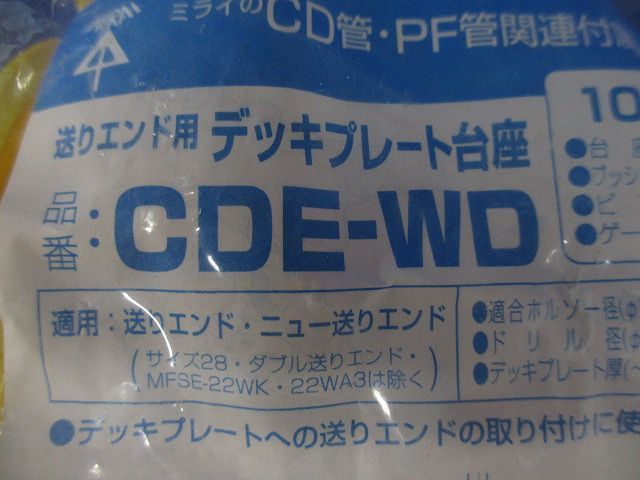 ミライのCD管・PF管関連付
送りエンド用 デッキプレート台座
品番：CDE-WD
適用：送りエンド・ニュー送りエンド
(サイズ28・ダブル送りエンド・
MFSE-22WK・22WA3は除く)
●デッキプレートへの送りエンドの取り付けに使
10
●台
●ブッシ
●ビ
●ゲー
●適合ホルソー径(φ
●ドリル径(φ
●デッキプレート厚(~